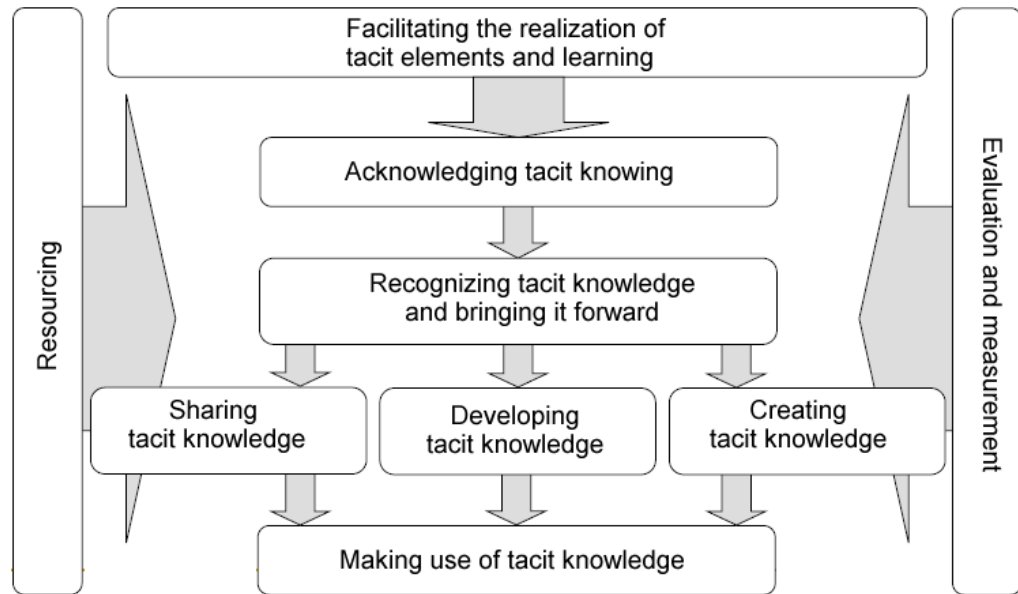 Facilitating the realization of
tacit elements and learning
Acknowledging tacit knowing
Recognizing tacit knowledge
and bringing it forward
Sharing
tacit knowledge
Developing
tacit knowledge
Creating
tacit knowledge
Making use of tacit knowledge
Resourcing
Evaluation and measurement